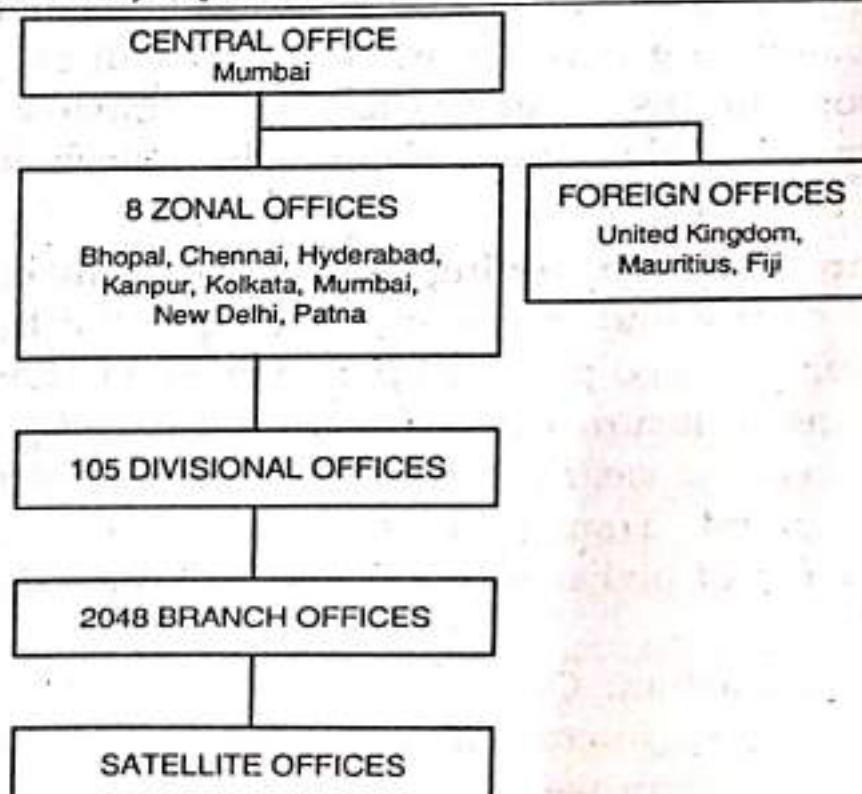 CENTRAL OFFICE
Mumbai
8 ZONAL OFFICES
Bhopal, Chennai, Hyderabad,
Kanpur, Kolkata, Mumbai,
New Delhi, Patna
FOREIGN OFFICES
United Kingdom,
Mauritius, Fiji
105 DIVISIONAL OFFICES
2048 BRANCH OFFICES
SATELLITE OFFICES